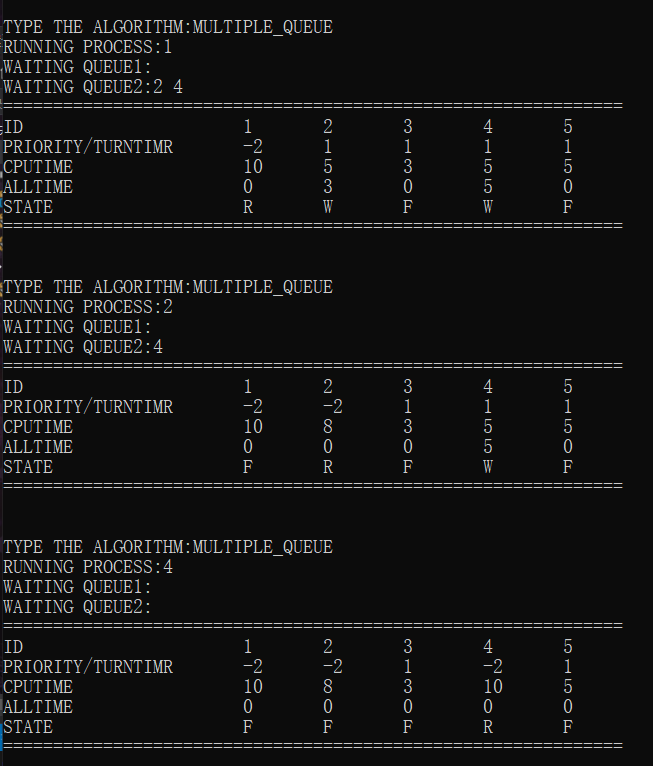 TYPE THE ALGORITHM:MULTIPLE_QUEUE
RUNNING PROCESS:1
WAITING QUEUE1:
WAITING QUEUE2:2 4
==============================================================
ID 1 2 3 4 5
PRIORITY/TURNTIMR -2 1 1 1 1
CPUTIME 10 5 3 5 5
ALLTIME 0 3 0 5 0
STATE R W F W F
==============================================================
TYPE THE ALGORITHM:MULTIPLE_QUEUE
RUNNING PROCESS:2
WAITING QUEUE1:
WAITING QUEUE2:4
==============================================================
ID 1 2 3 4 5
PRIORITY/TURNTIMR -2 -2 1 1 1
CPUTIME 10 8 3 5 5
ALLTIME 0 0 0 5 0
STATE F R F W F
==============================================================
TYPE THE ALGORITHM:MULTIPLE_QUEUE
RUNNING PROCESS:4
WAITING QUEUE1:
WAITING QUEUE2:
==============================================================
ID 1 2 3 4 5
PRIORITY/TURNTIMR -2 -2 1 -2 1
CPUTIME 10 8 3 10 5
ALLTIME 0 0 0 0 0
STATE F F F R F
==============================================================